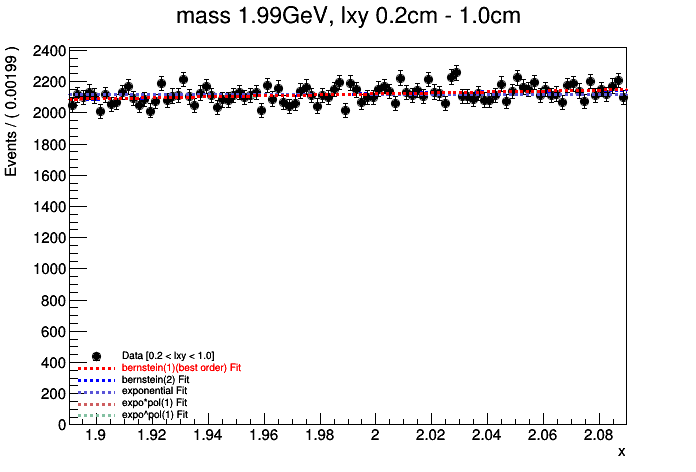 mass 1.99GeV, lxy 0.2cm - 1.0cm
Events / ( 0.00199 )
2400
2200
2000
1800
1600
1400
1200
1000
800
600
400
200
0
Data [0.2 < lxy < 1.0]
bernstein(1)(best order) Fit
bernstein(2) Fit
exponential Fit
expo*pol(1) Fit
expo^pol(1) Fit
1.9 1.92 1.94 1.96 1.98 2 2.02 2.04 2.06 2.08
x